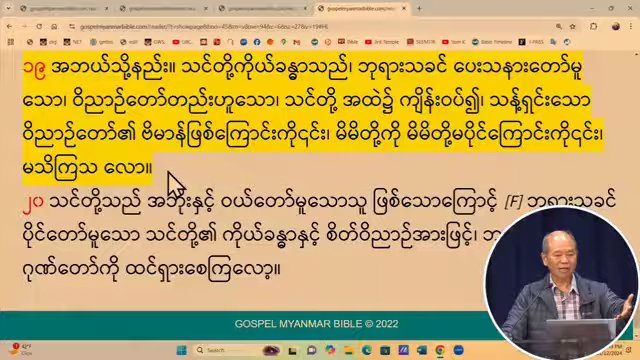 ၁၉ အဘယ်သို့နည်း။ သင်တို့ကိုယ်ခန္ဓာသည်၊ ဘုရားသခင် ပေးသနားတော်မူ
သော၊ ဝိညာဉ်တော်တည်းဟူသော၊ သင်တို့ အထဲ၌ ကျိန်းဝပ်၍၊ သန့်ရှင်းသော
ဝိညာဉ်တော်၏ ဗိမာန်ဖြစ်ကြောင်းကို၎င်း၊ မိမိတို့ကို မိမိတို့မပိုင်ကြောင်းကို၎င်း၊
မသိကြသ လော။
၂၀ သင်တို့သည် အဘိုးနှင့် ဝယ်တော်မူသောသူ ဖြစ်သောကြောင့် [F] ဘုရားသခင်
ပိုင်တော်မူသော သင်တို့၏ ကိုယ်ခန္ဓာနှင့် စိတ်ဝိညာဉ်အားဖြင့်၊
ဂုဏ်တော်ကို ထင်ရှားစေကြလော့။
GOSPEL MYANMAR BIBLE © 2022
Search